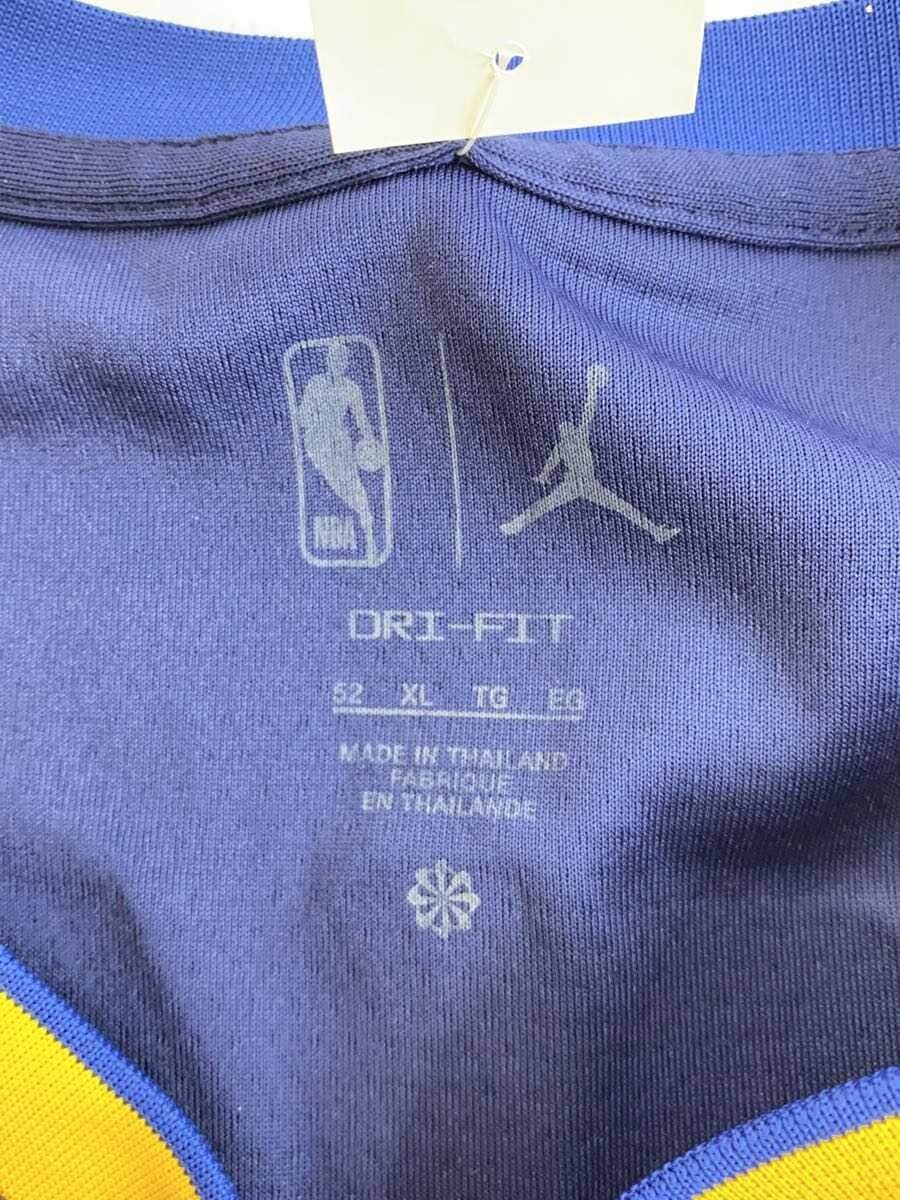 NBA
DRI-FIT
52 XL TG EG
MADE IN THAILAND
FABRIQUE
EN THAILANDE